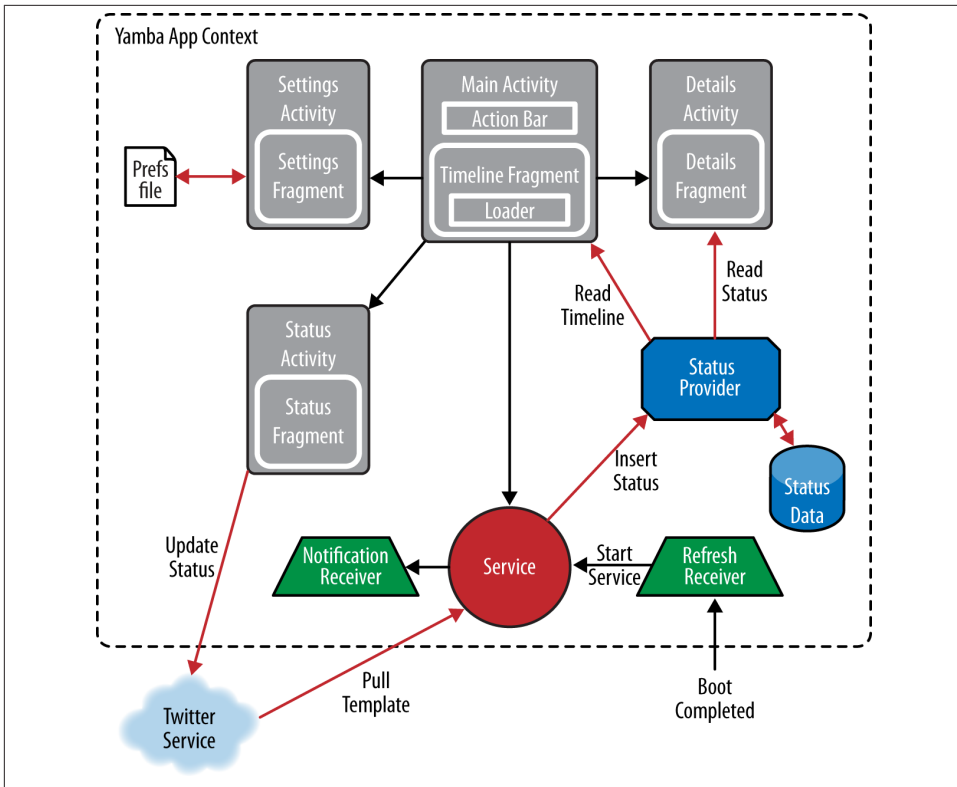 Yamba App Context
Settings
Activity
Settings
Fragment
Main Activity
Action Bar
Timeline Fragment
Loader
Details
Activity
Details
Fragment
Prefs
file
Read
Timeline
Read
Status
Status
Activity
Status
Fragment
Status
Provider
Insert
Status
Status
Data
Update
Status
Notification
Receiver
Service
Start
Service
Refresh
Receiver
Pull
Template
Boot
Completed
Twitter
Service